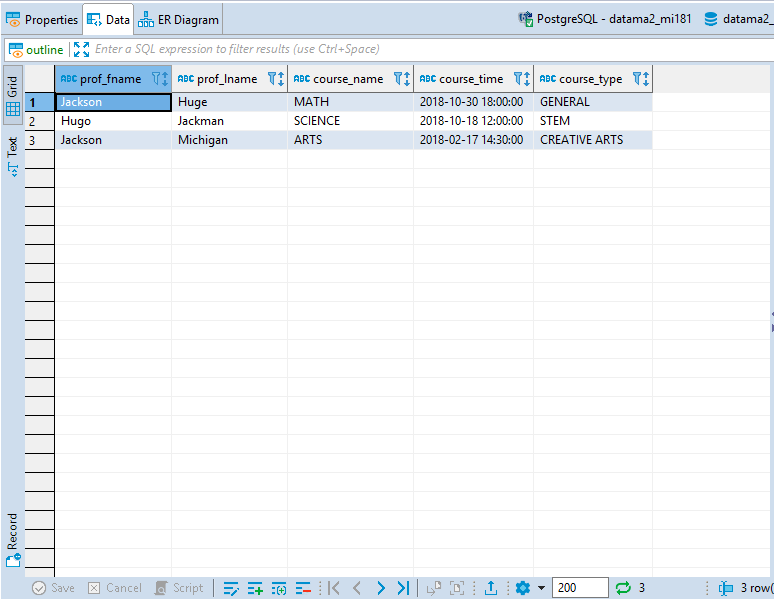 Properties Data ER Diagram PostgreSQL - datama2_mi181 datama2_
outline Enter a SQL expression to filter results (use Ctrl+Space)
Grid
Text
Record
ABC prof_fname ABC prof_lname ABC course_name ABC course_time ABC course_type
1 Jackson Huge MATH 2018-10-30 18:00:00 GENERAL
2 Hugo Jackman SCIENCE 2018-10-18 12:00:00 STEM
3 Jackson Michigan ARTS 2018-02-17 14:30:00 CREATIVE ARTS
Save Cancel Script 200 3 3 row(